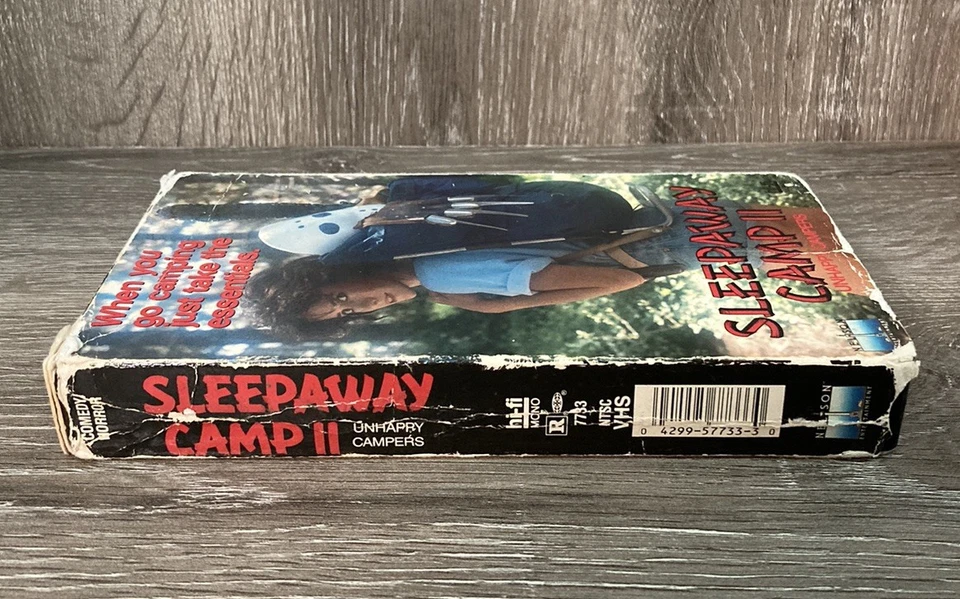 When you
go camping
just take the
essentials.
SLEEPAWAY
CAMP II
UNHAPPY CAMPERS
COMEDY
HORROR
SLEEPAWAY
CAMP II
UNHAPPY
CAMPERS
hi-fi
MONO
R
7733
NTSC
VHS
0 4299-57733-3 0
NELSON
ENTERTAINMENT